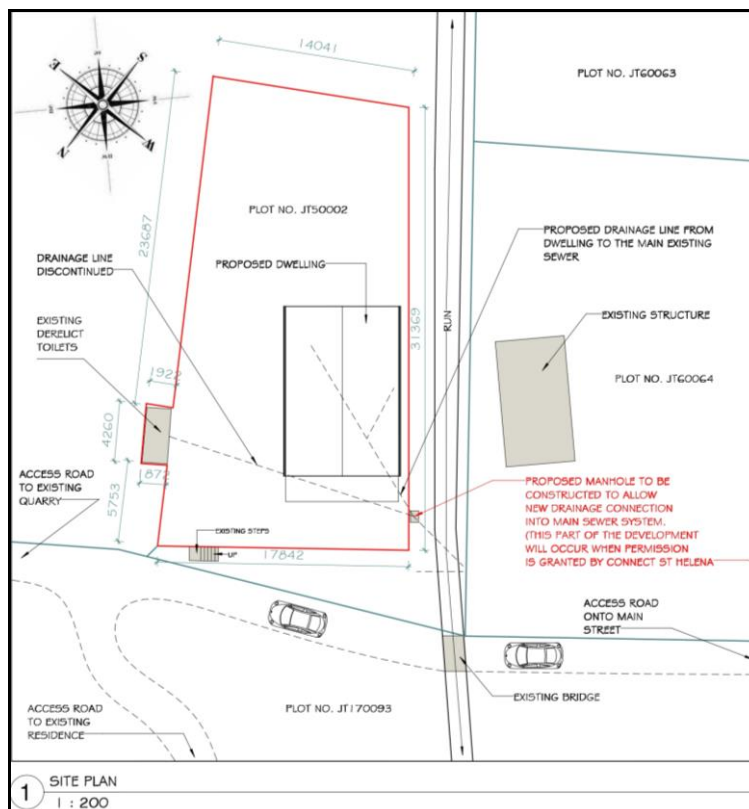 14041
PLOT NO. JT60063
S
E
W
N
PLOT NO. JT50002
23687
DRAINAGE LINE
DISCONTINUED
PROPOSED DWELLING
PROPOSED DRAINAGE LINE FROM
DWELLING TO THE MAIN EXISTING
SEWER
RUN
31369
EXISTING
DERELICT
TOILETS
EXISTING STRUCTURE
1922
PLOT NO. JT60064
4260
1872
5753
ACCESS ROAD
TO EXISTING
QUARRY
PROPOSED MANHOLE TO BE
CONSTRUCTED TO ALLOW
NEW DRAINAGE CONNECTION
INTO MAIN SEWER SYSTEM.
(THIS PART OF THE DEVELOPMENT
WILL OCCUR WHEN PERMISSION
IS GRANTED BY CONNECT ST HELENA
EXISTING STEPS
UP
17842
ACCESS ROAD
ONTO MAIN
STREET
EXISTING BRIDGE
ACCESS ROAD
TO EXISTING
RESIDENCE
PLOT NO. JT170093
1
SITE PLAN
1 : 200